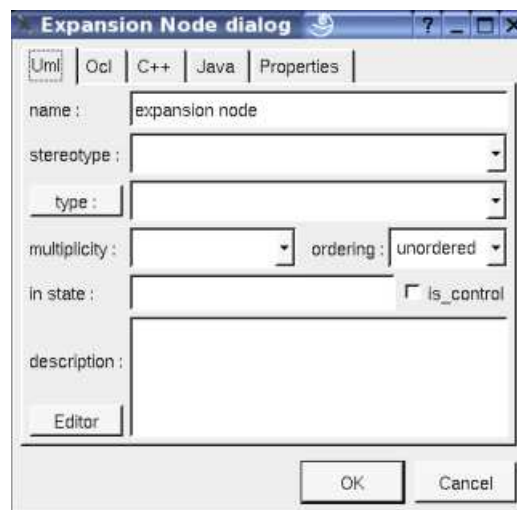 Expansion Node dialog ? _
Uml Ocl C++ Java Properties
name : expansion node
stereotype :
type :
multiplicity : ordering : unordered
in state : is_control
description :
Editor
OK Cancel